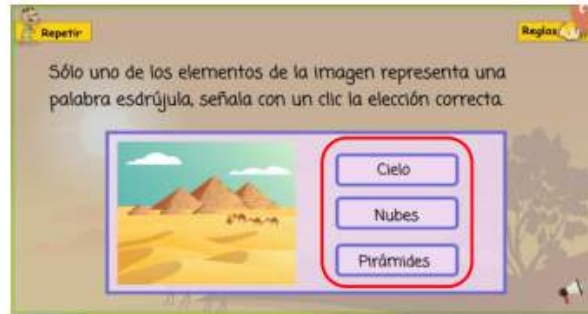 Repetir
Reglas
Sólo uno de los elementos de la imagen representa una
palabra esdrújula, señala con un clic la elección correcta.
Cielo
Nubes
Pirámides